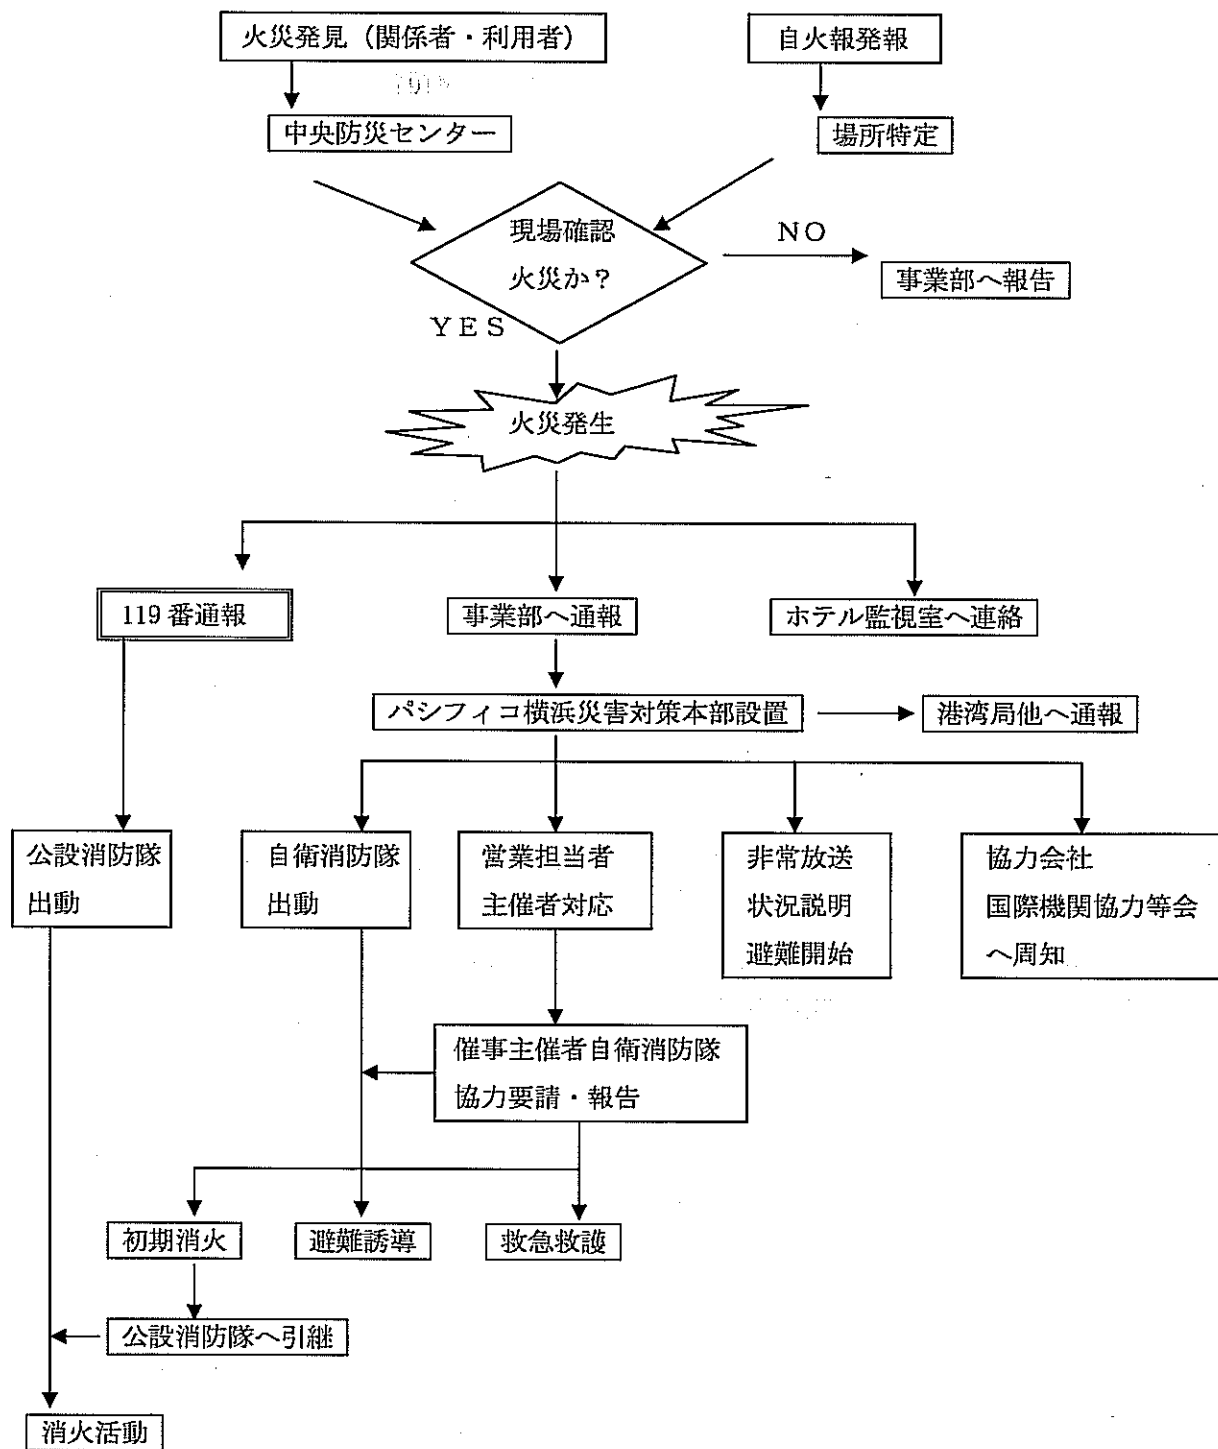 火災発見（関係者・利用者）
自火報発報
中央防災センター
場所特定
現場確認
火災か？
ＮＯ
事業部へ報告
ＹＥＳ
火災発生
119番通報
事業部へ通報
ホテル監視室へ連絡
パシフィコ横浜災害対策本部設置
港湾局他へ通報
公設消防隊
出動
自衛消防隊
出動
営業担当者
主催者対応
非常放送
状況説明
避難開始
協力会社
国際機関協力等会
へ周知
催事主催者自衛消防隊
協力要請・報告
初期消火
避難誘導
救急救護
公設消防隊へ引継
消火活動